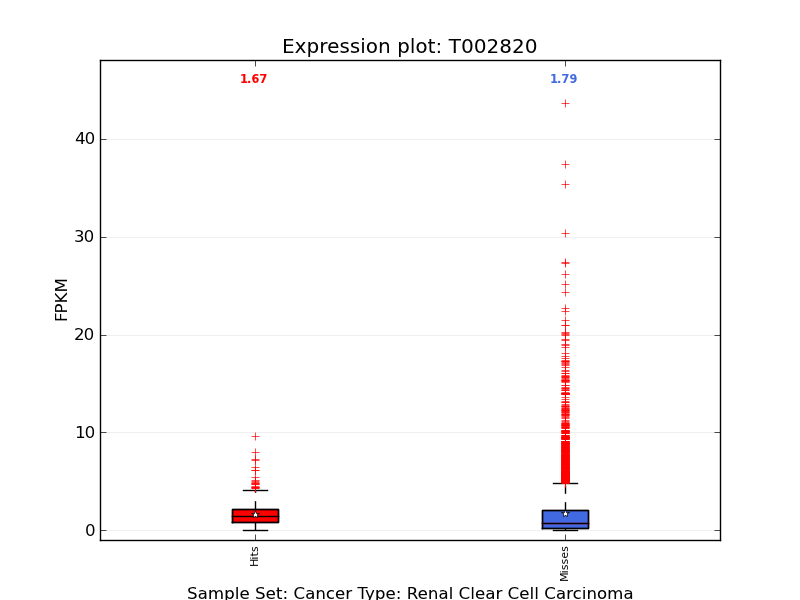 Expression plot: T002820
1.67
1.79
40
30
20
10
0
FPKM
Hits
Misses
Sample Set: Cancer Type: Renal Clear Cell Carcinoma